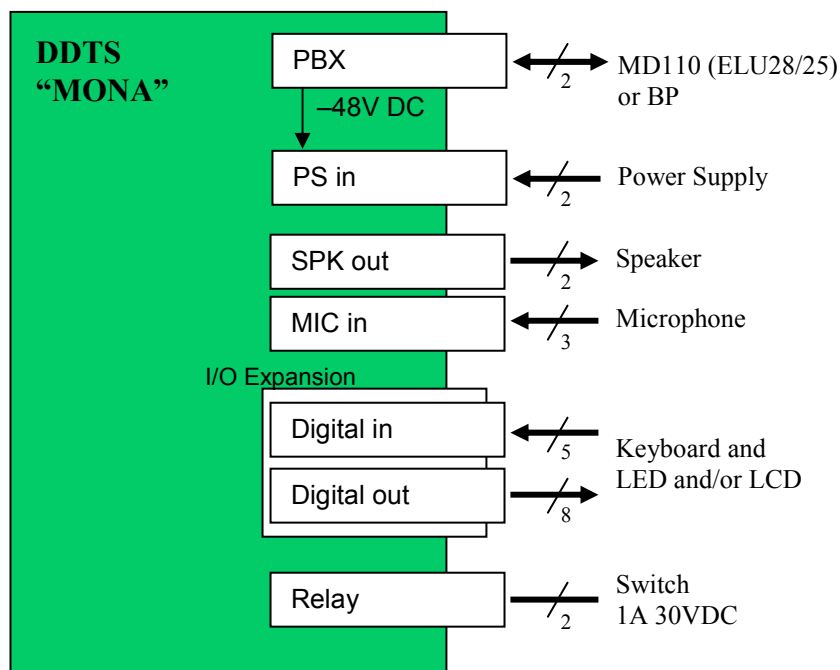 DDTS
“MONA”
PBX
2
MD110 (ELU28/25)
or BP
–48V DC
PS in
2
Power Supply
SPK out
2
Speaker
MIC in
3
Microphone
I/O Expansion
Digital in
5
Keyboard and
LED and/or LCD
Digital out
8
Relay
2
Switch
1A 30VDC